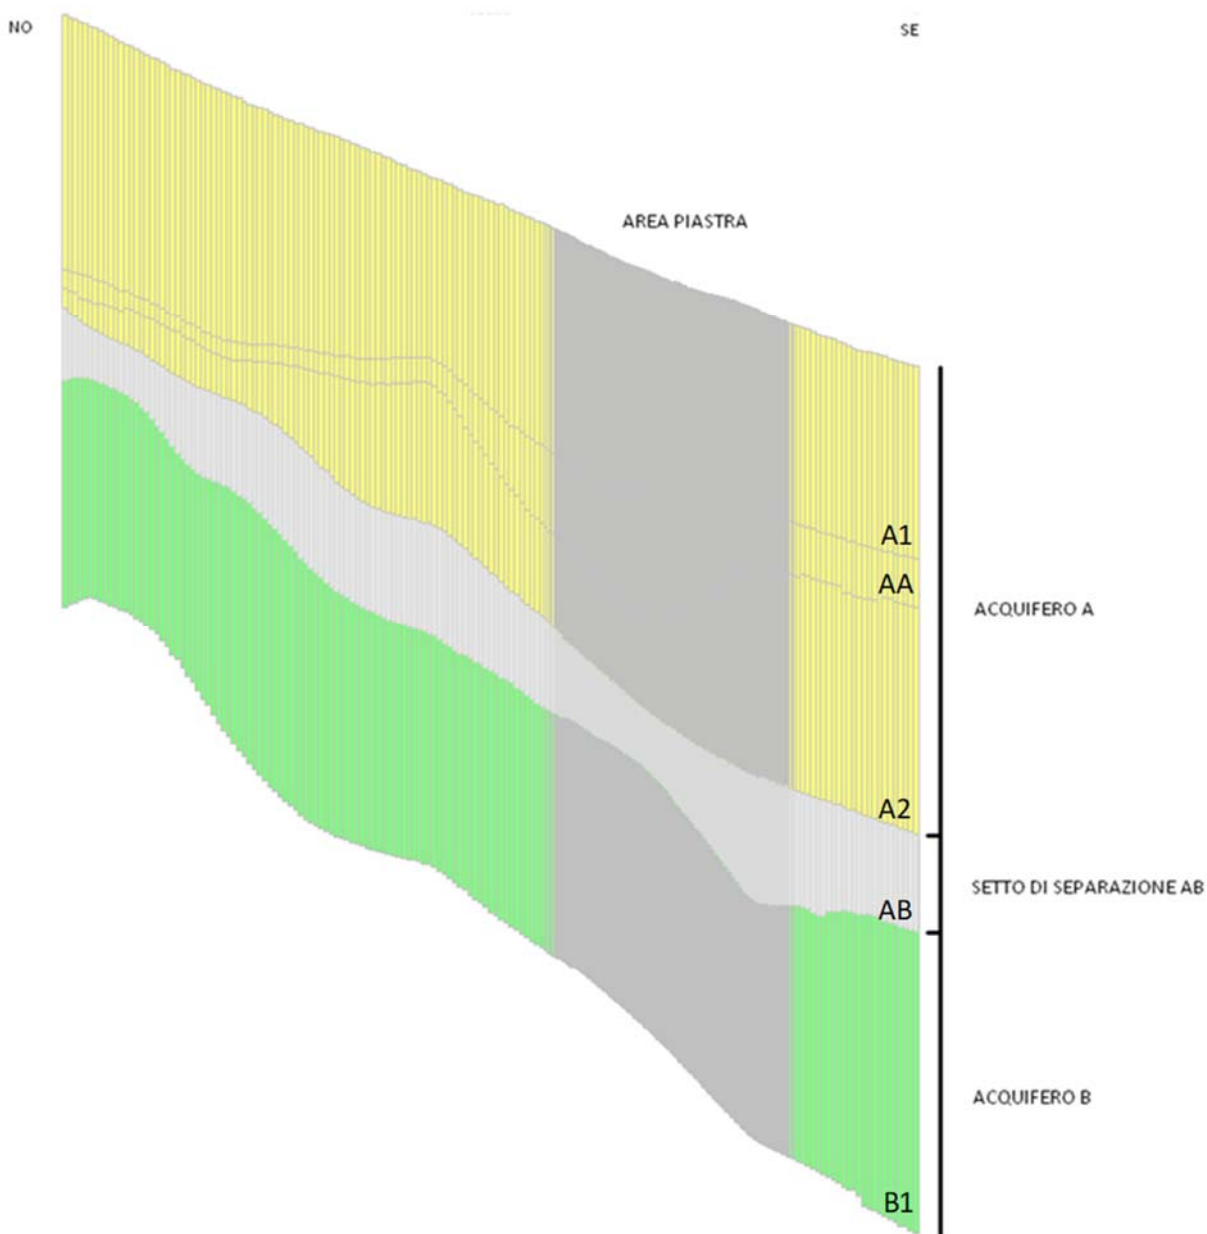 NO
SE
AREA PIASTRA
A1
AA
ACQUIFERO A
A2
SETTO DI SEPARAZIONE AB
AB
ACQUIFERO B
B1